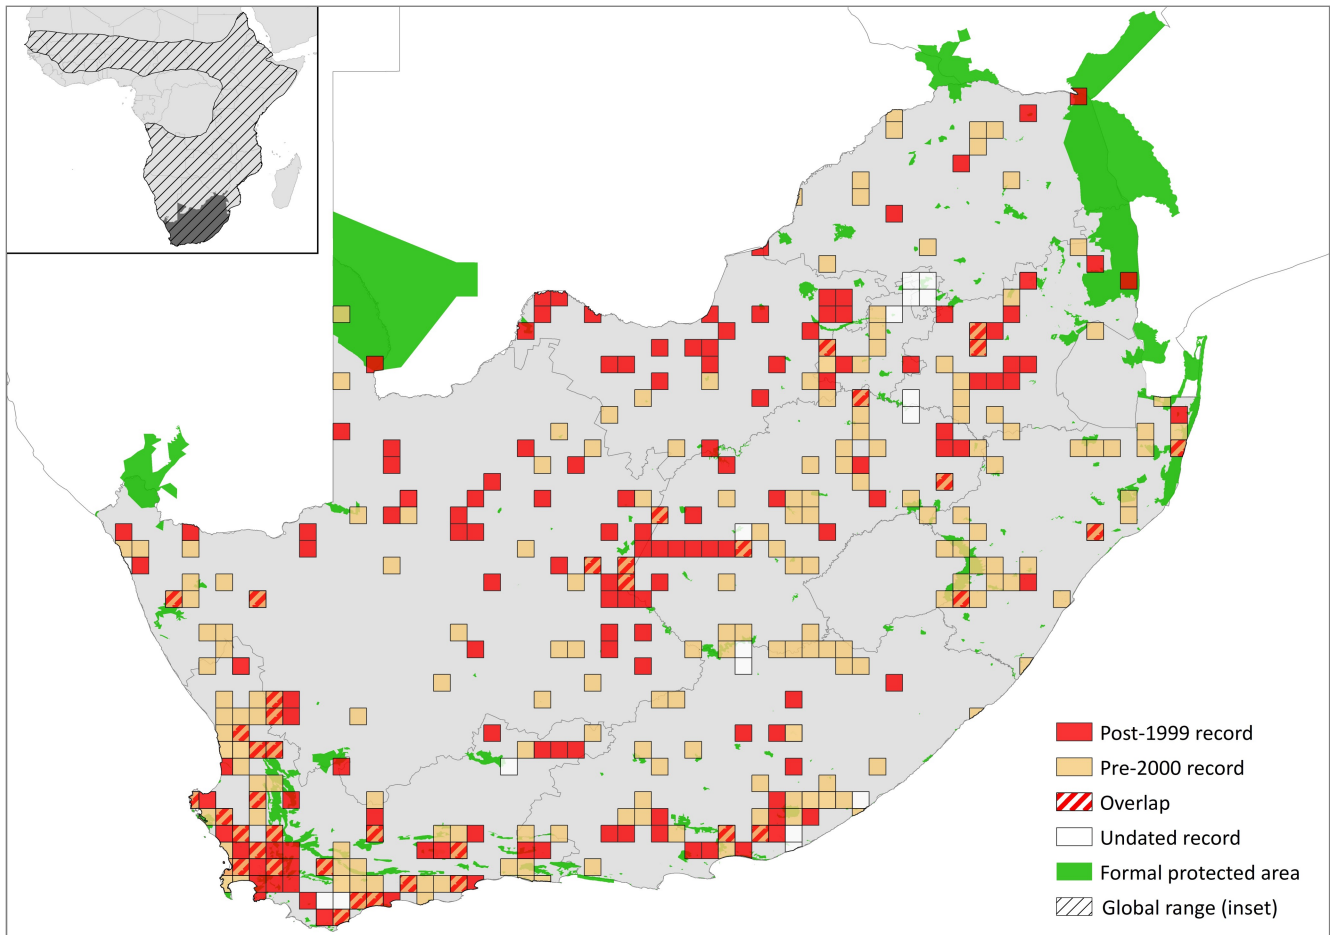 Post-1999 record
Pre-2000 record
Overlap
Undated record
Formal protected area
Global range (inset)